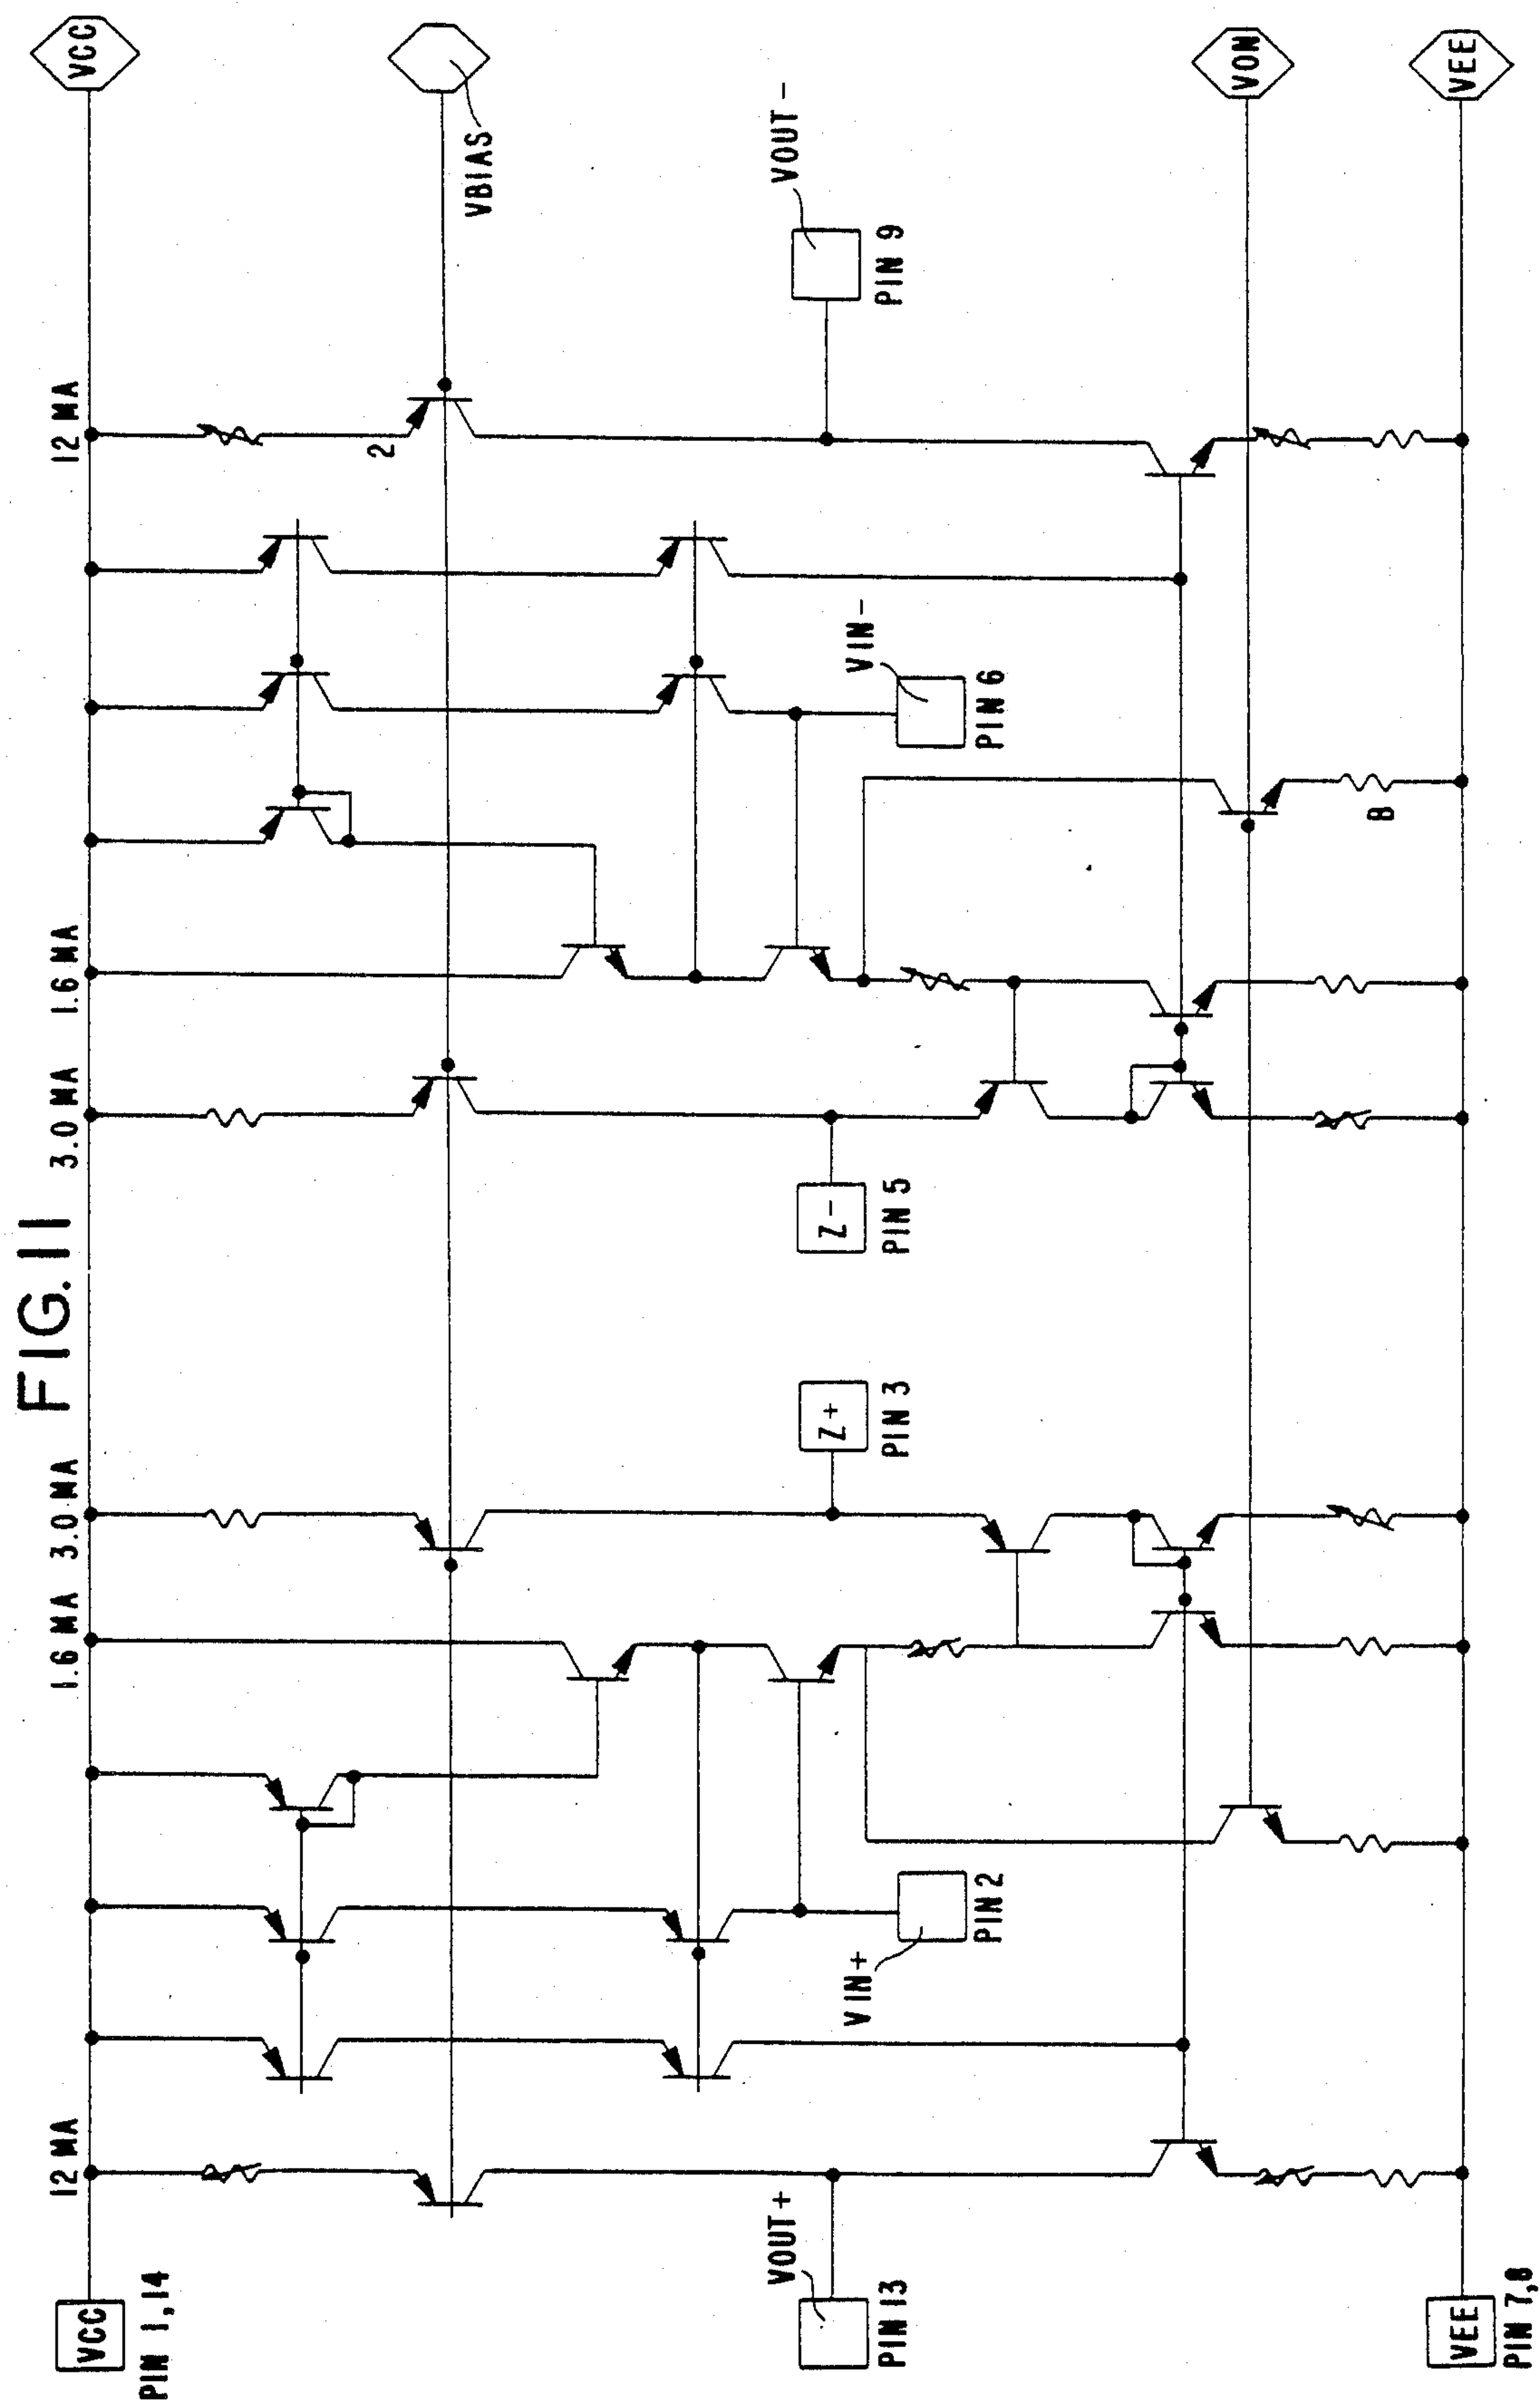 FIG. 11
12 MA
1.6 MA
3.0 MA
3.0 MA
1.6 MA
12 MA
VCC
PIN 1,14
VCC
VBIAS
2
VOUT+
PIN 13
VIN+
PIN 2
Z+
PIN 3
Z-
PIN 5
VIN-
PIN 6
VOUT-
PIN 9
VON
8
VEE
PIN 7,8
VEE